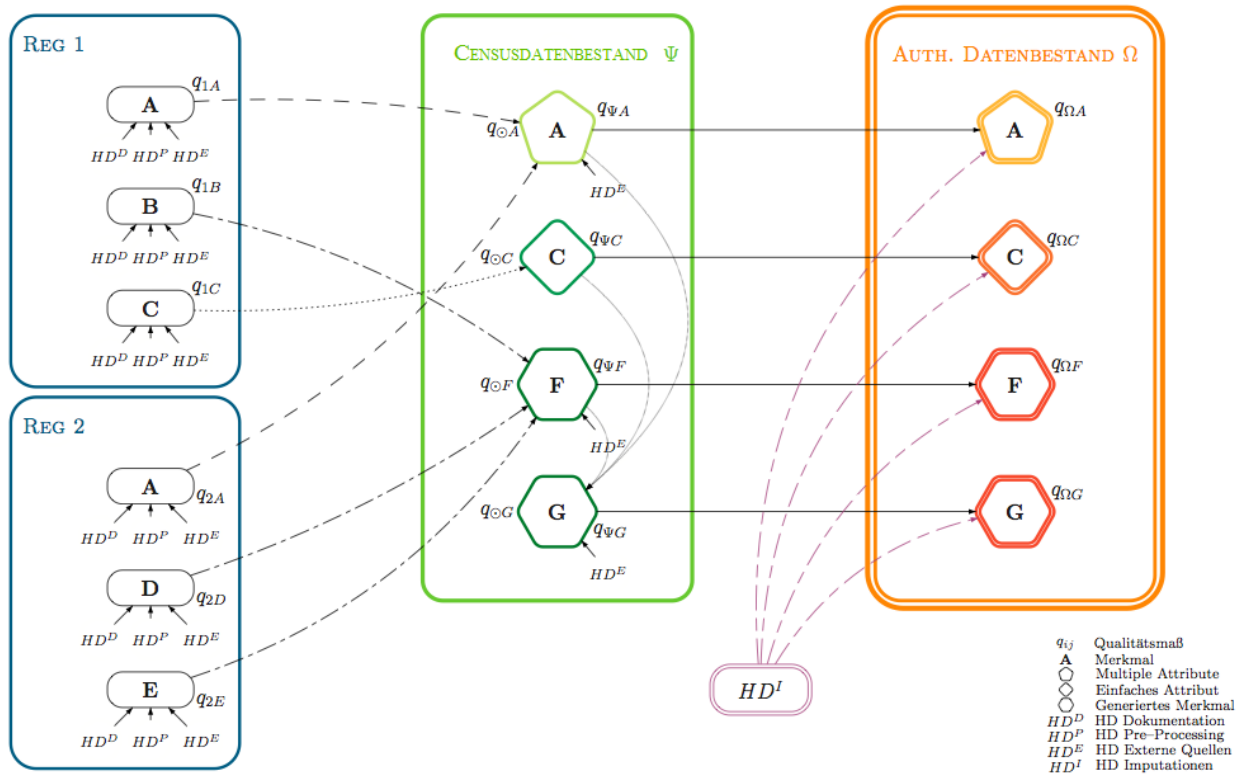 REG 1
A
q1A
HD^D HD^P HD^E
B
q1B
HD^D HD^P HD^E
C
q1C
HD^D HD^P HD^E
REG 2
A
q2A
HD^D HD^P HD^E
D
q2D
HD^D HD^P HD^E
E
q2E
HD^D HD^P HD^E
CENSUSDATENBESTAND Ψ
q⊙A A qΨA
HD^E
q⊙C C qΨC
q⊙F F qΨF
HD^E
q⊙G G qΨG
HD^E
AUTH. DATENBESTAND Ω
A qΩA
C qΩC
F qΩF
G qΩG
HD^I
qij Qualitätsmaß
A Merkmal
Multiple Attribute
Einfaches Attribut
Generiertes Merkmal
HD^D HD Dokumentation
HD^P HD Pre–Processing
HD^E HD Externe Quellen
HD^I HD Imputationen